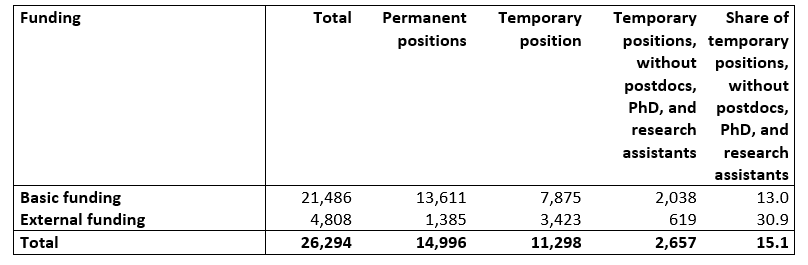 Funding Total Permanent Temporary Temporary Share of
positions position positions, temporary
without positions,
postdocs, without
PhD, and postdocs,
research PhD, and
assistants research
assistants
Basic funding 21,486 13,611 7,875 2,038 13.0
External funding 4,808 1,385 3,423 619 30.9
Total 26,294 14,996 11,298 2,657 15.1